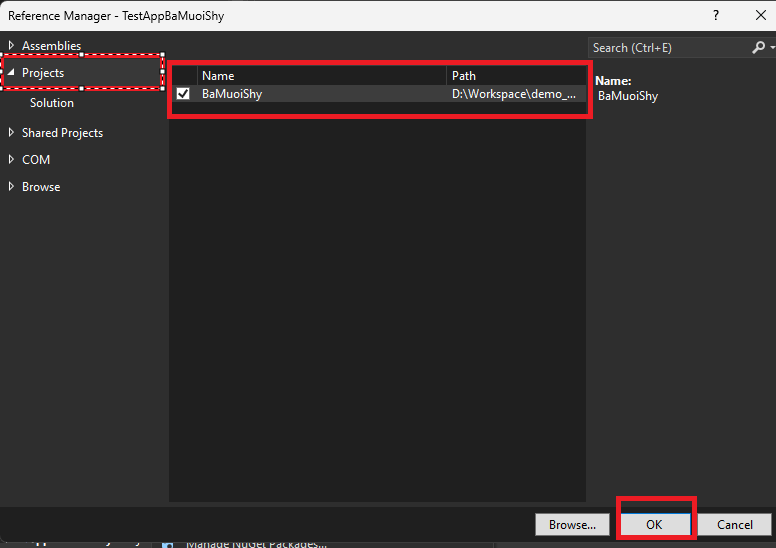 Reference Manager - TestAppBaMuoiShy ?
Assemblies
Projects
Solution
Shared Projects
COM
Browse
Name Path
BaMuoiShy D:\Workspace\demo_...
Search (Ctrl+E)
Name:
BaMuoiShy
Browse... OK Cancel
Manage NuGet Packages...